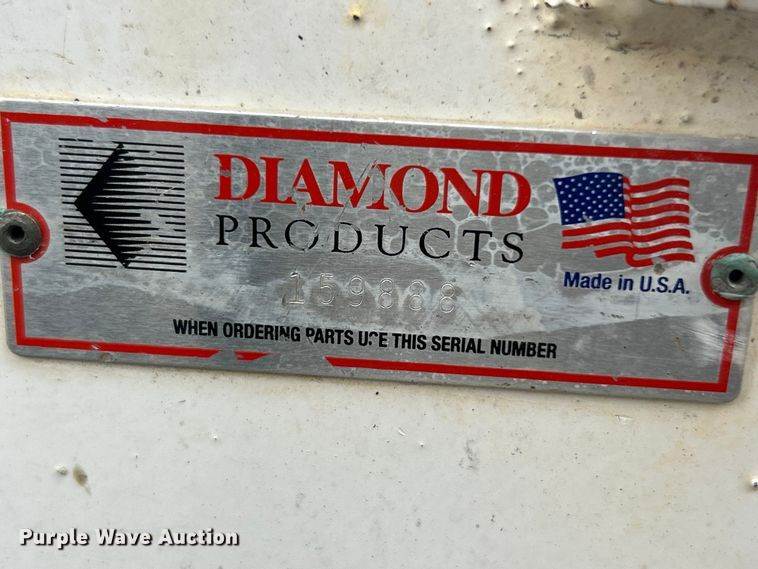 DIAMOND
PRODUCTS
Made in U.S.A.
159888
WHEN ORDERING PARTS USE THIS SERIAL NUMBER
Purple Wave Auction